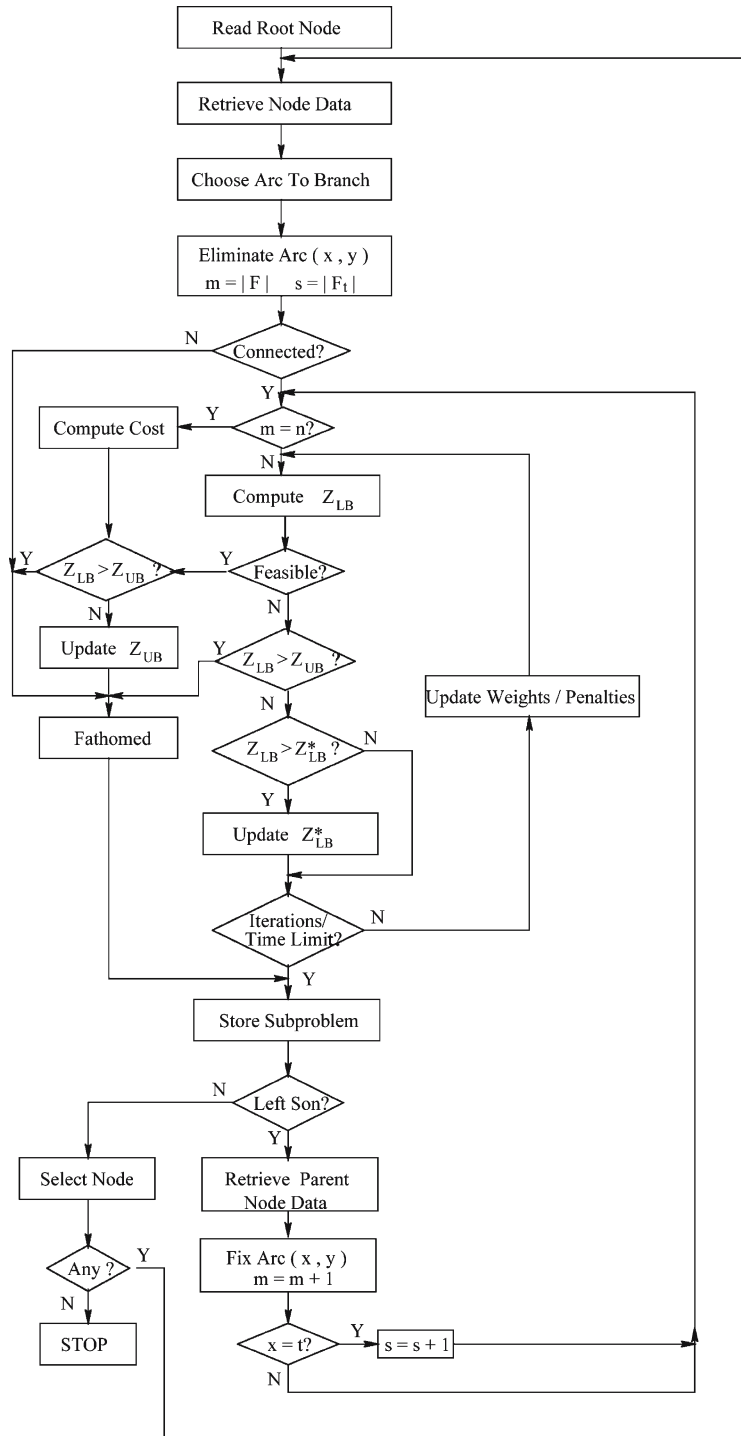 Read Root Node
Retrieve Node Data
Choose Arc To Branch
Eliminate Arc ( x , y )
m = | F | s = | Fₜ |
N
Connected?
Y
Compute Cost
Y
m = n?
N
Compute Z_LB
Y
Z_LB > Z_UB ?
Y
Feasible?
N
N
Update Z_UB
Y
Z_LB > Z_UB ?
Update Weights / Penalties
N
Fathomed
Z_LB > Z*_LB ?
N
Y
Update Z*_LB
Iterations/
Time Limit?
N
Y
Store Subproblem
N
Left Son?
Y
Select Node
Retrieve Parent
Node Data
Any ?
Y
Fix Arc ( x , y )
m = m + 1
N
STOP
x = t?
Y
s = s + 1
N